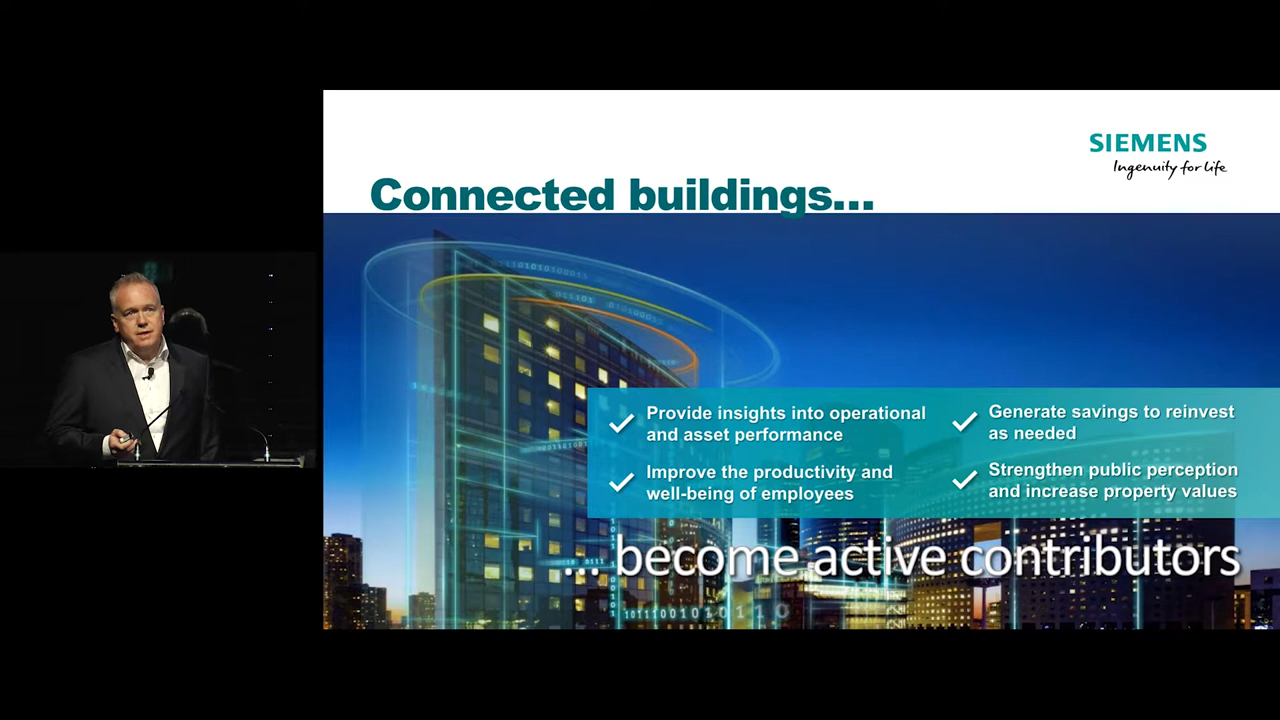 SIEMENS
Ingenuity for life
Connected buildings...
Provide insights into operational
and asset performance
Improve the productivity and
well-being of employees
Generate savings to reinvest
as needed
Strengthen public perception
and increase property values
... become active contributors